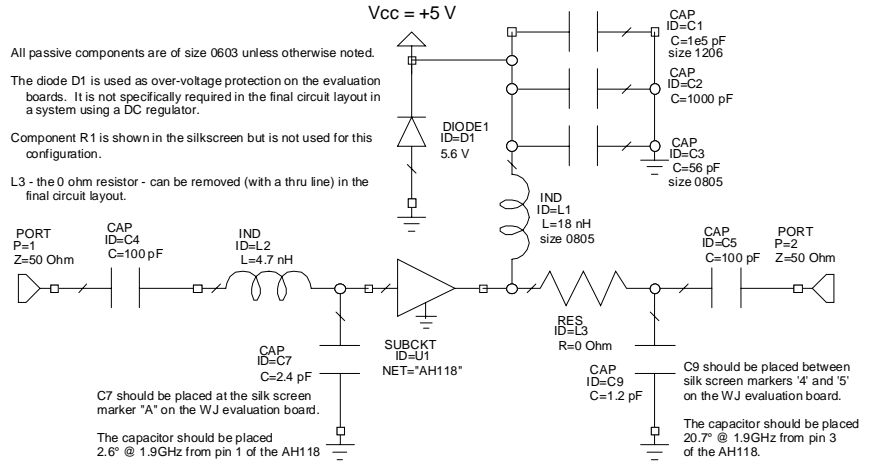 Vcc = +5 V
All passive components are of size 0603 unless otherwise noted.
The diode D1 is used as over-voltage protection on the evaluation
boards. It is not specifically required in the final circuit layout in
a system using a DC regulator.
Component R1 is shown in the silkscreen but is not used for this
configuration.
L3 - the 0 ohm resistor - can be removed (with a thru line) in the
final circuit layout.
CAP
ID=C1
C=1e5 pF
size 1206
CAP
ID=C2
C=1000 pF
CAP
ID=C3
C=56 pF
size 0805
DIODE1
ID=D1
5.6 V
IND
ID=L1
L=18 nH
size 0805
PORT
P=1
Z=50 Ohm
CAP
ID=C4
C=100 pF
IND
ID=L2
L=4.7 nH
CAP
ID=C5
C=100 pF
PORT
P=2
Z=50 Ohm
CAP
ID=C7
C=2.4 pF
SUBCKT
ID=U1
NET="AH118"
RES
ID=L3
R=0 Ohm
CAP
ID=C9
C=1.2 pF
C7 should be placed at the silk screen
marker "A" on the WJ evaluation board.
The capacitor should be placed
2.6° @ 1.9GHz from pin 1 of the AH118
C9 should be placed between
silk screen markers '4' and '5'
on the WJ evaluation board.
The capacitor should be placed
20.7° @ 1.9GHz from pin 3
of the AH118.